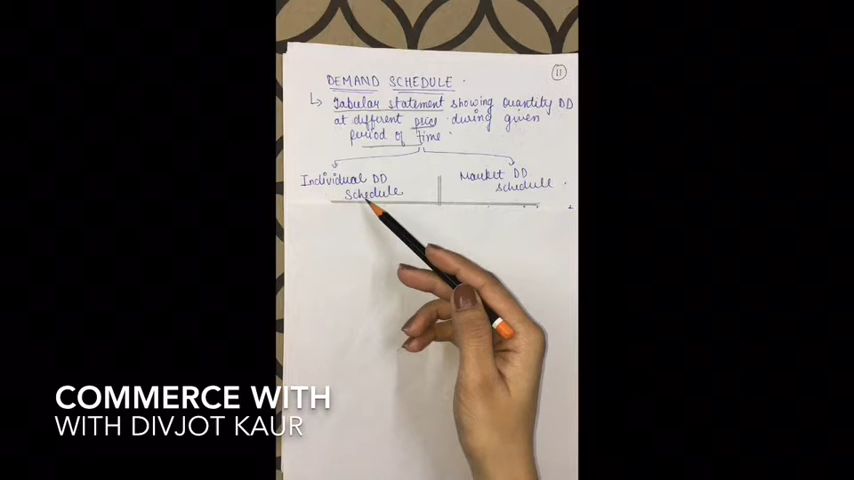 11
DEMAND SCHEDULE.
↳ Tabular statement showing Quantity DD
at different price during given
period of time.
Individual DD
Schedule
Market DD
schedule.
COMMERCE WITH
WITH DIVJOT KAUR